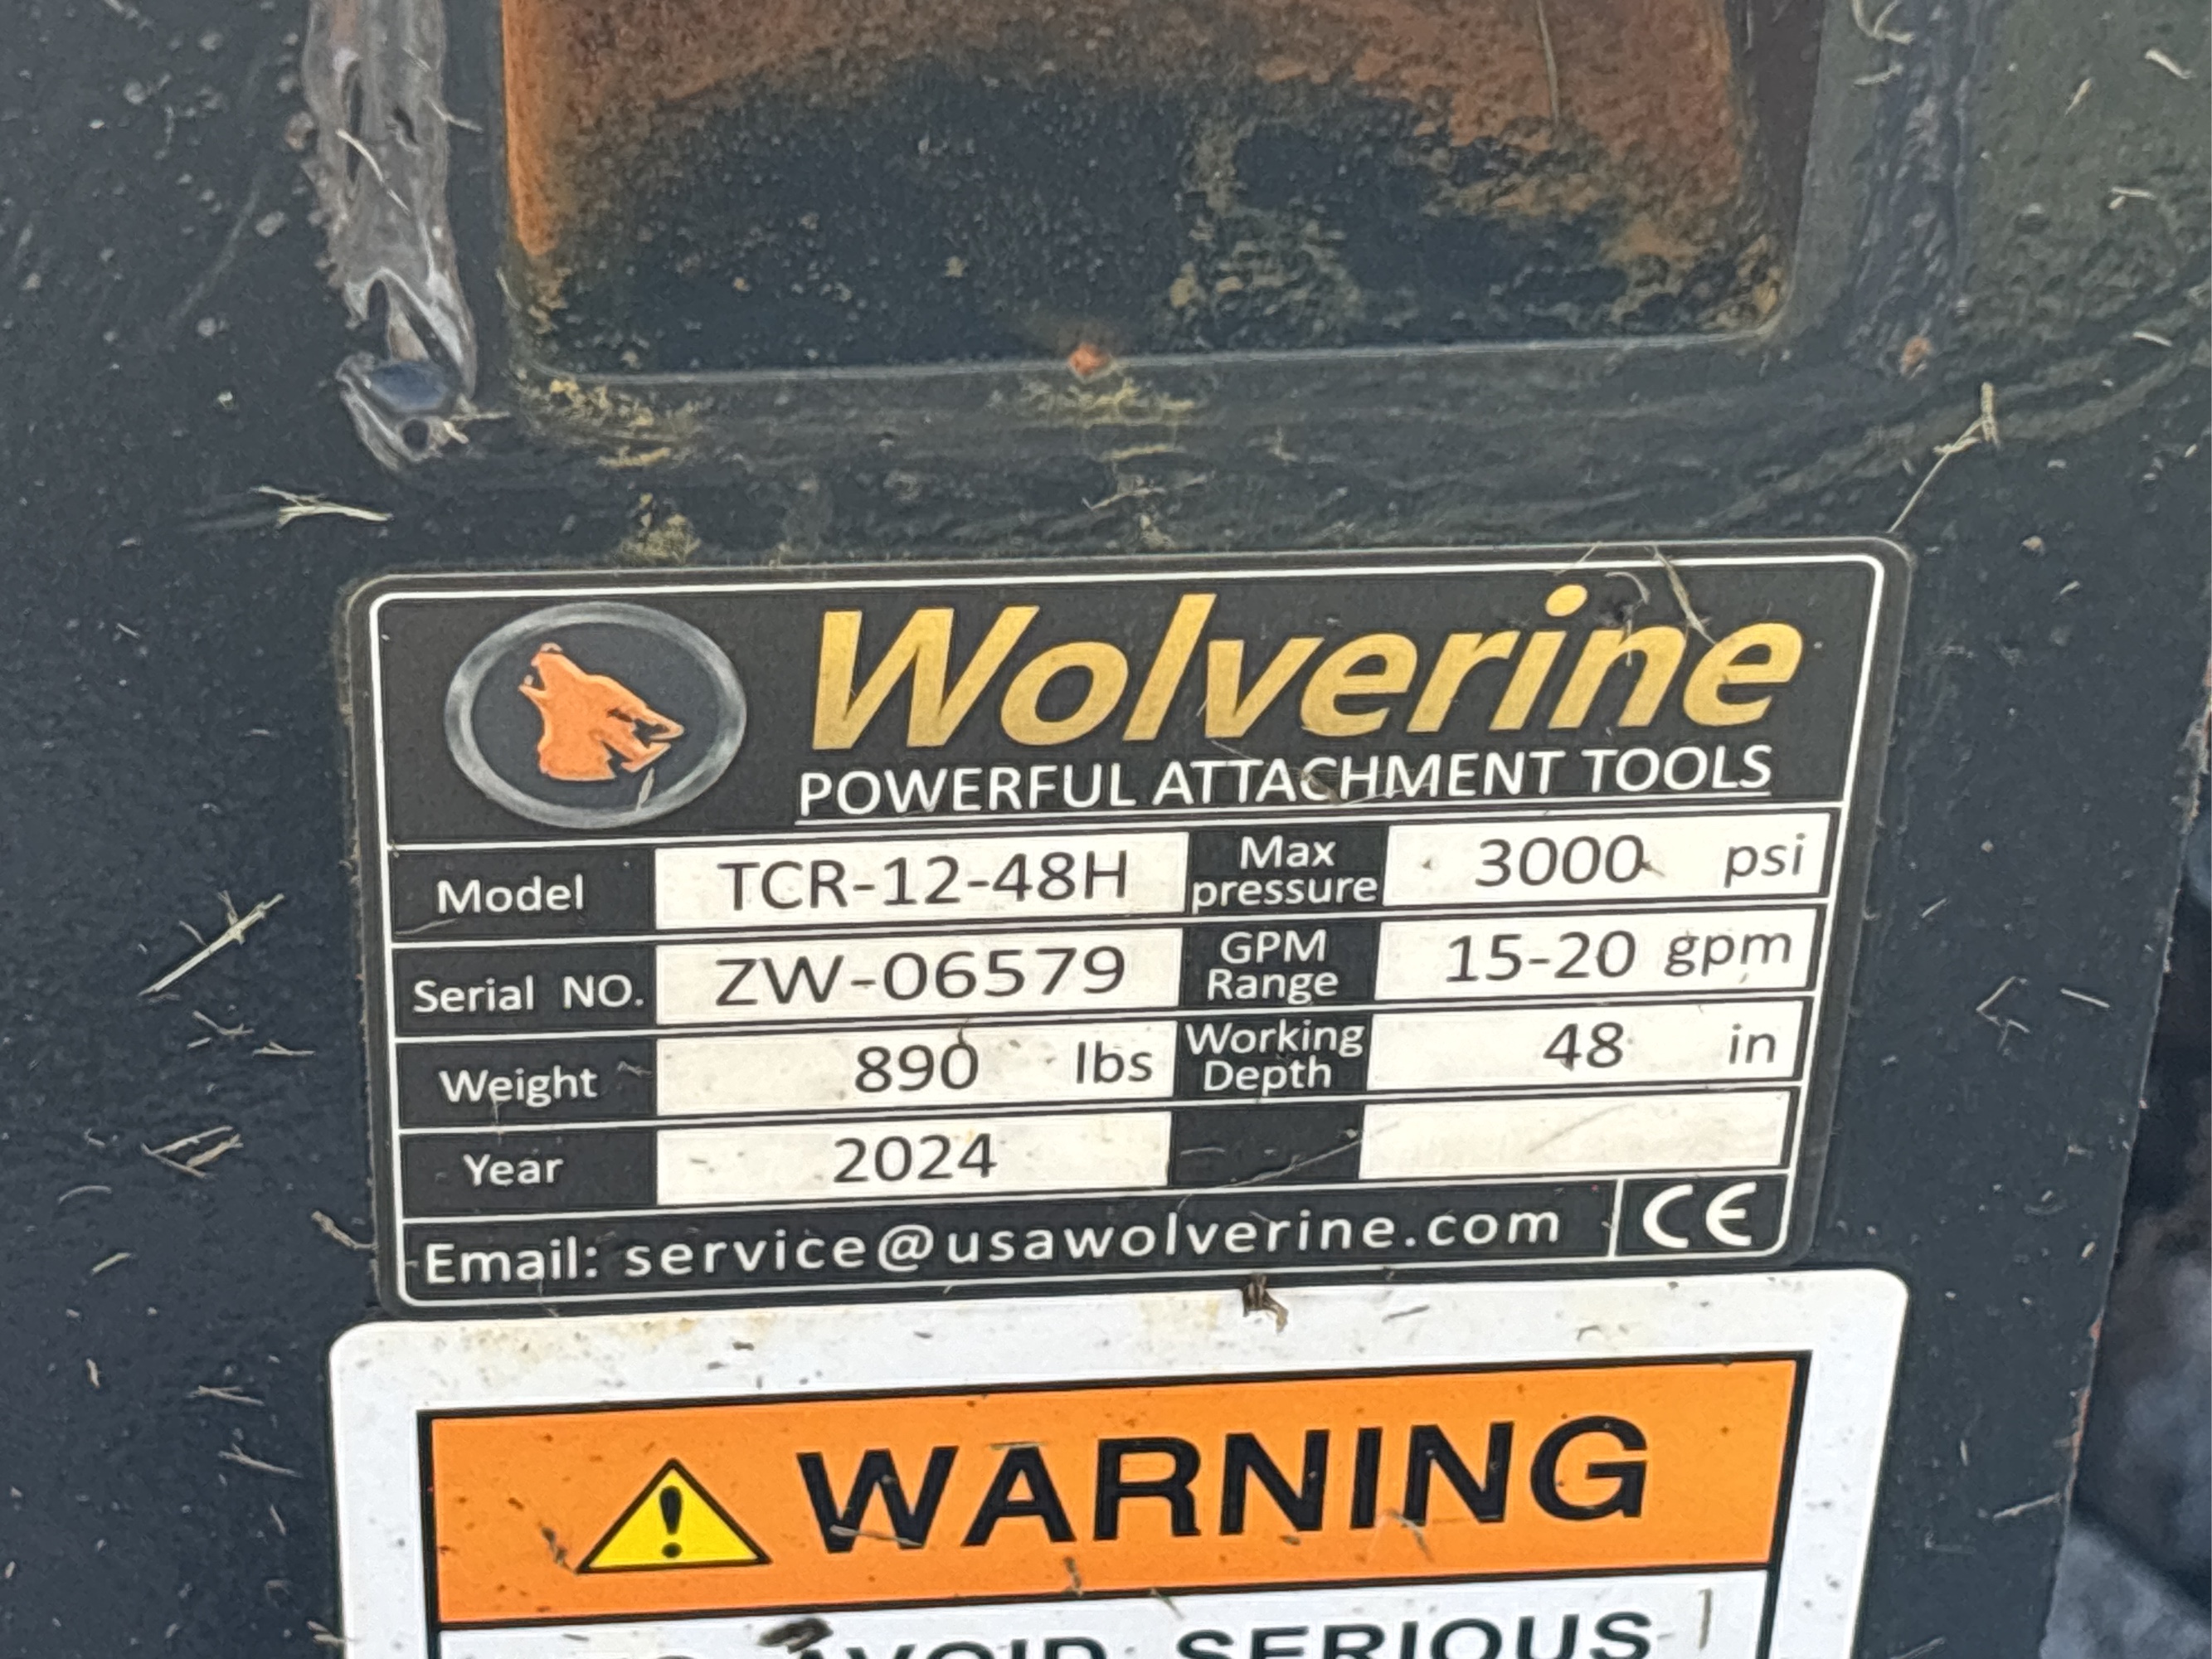 Wolverine
POWERFUL ATTACHMENT TOOLS
Model TCR-12-48H Max pressure 3000 psi
Serial NO. ZW-06579 GPM Range 15-20 gpm
Weight 890 lbs Working Depth 48 in
Year 2024
Email: service@usawolverine.com CE
WARNING
AVOID SERIOUS